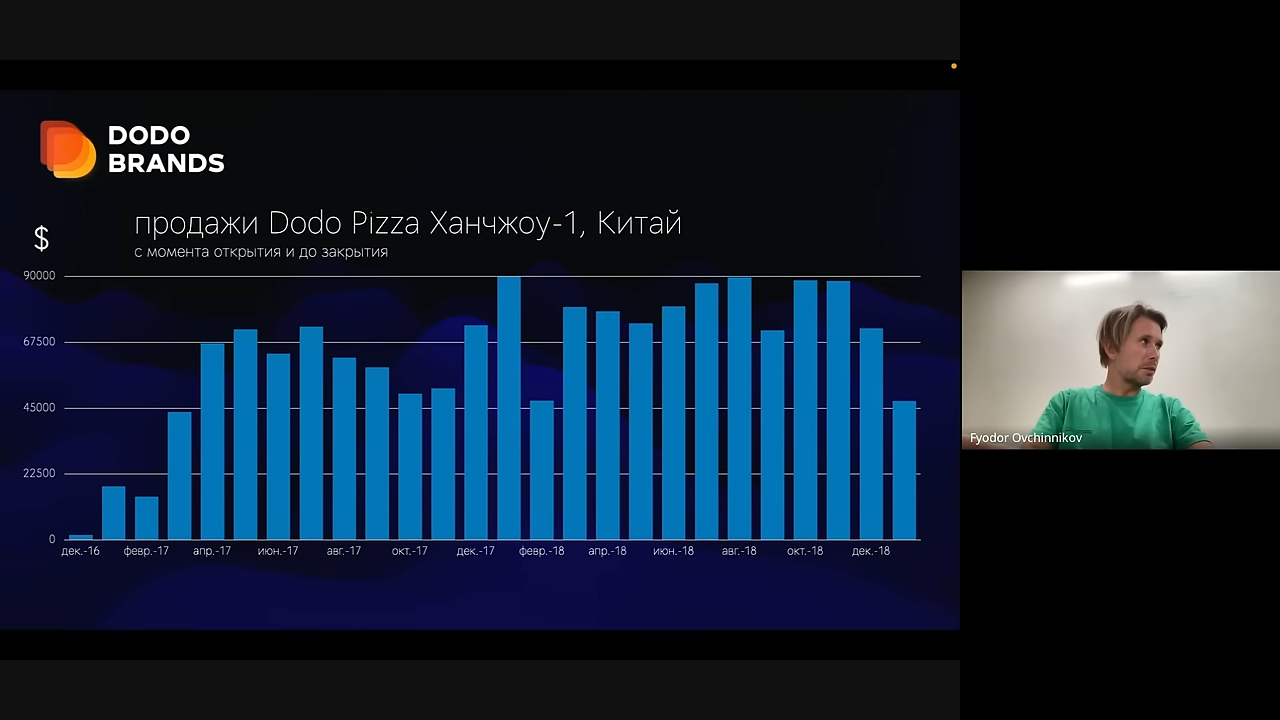 DODO
BRANDS
$
продажи Dodo Pizza Ханчжоу-1, Китай
с момента открытия и до закрытия
90000
67500
45000
22500
0
дек.-16 февр.-17 апр.-17 июн.-17 авг.-17 окт.-17 дек.-17 февр.-18 апр.-18 июн.-18 авг.-18 окт.-18 дек.-18
Fyodor Ovchinnikov